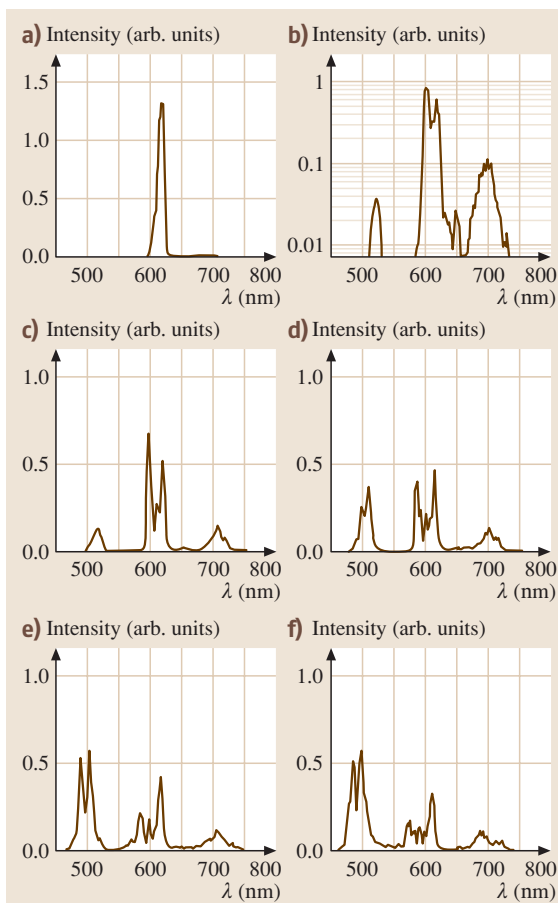 a) Intensity (arb. units)
1.5
1.0
0.5
0.0
500 600 700 800
λ (nm)
b) Intensity (arb. units)
1
0.1
0.01
500 600 700 800
λ (nm)
c) Intensity (arb. units)
1.0
0.5
0.0
500 600 700 800
λ (nm)
d) Intensity (arb. units)
1.0
0.5
0.0
500 600 700 800
λ (nm)
e) Intensity (arb. units)
1.0
0.5
0.0
500 600 700 800
λ (nm)
f) Intensity (arb. units)
1.0
0.5
0.0
500 600 700 800
λ (nm)